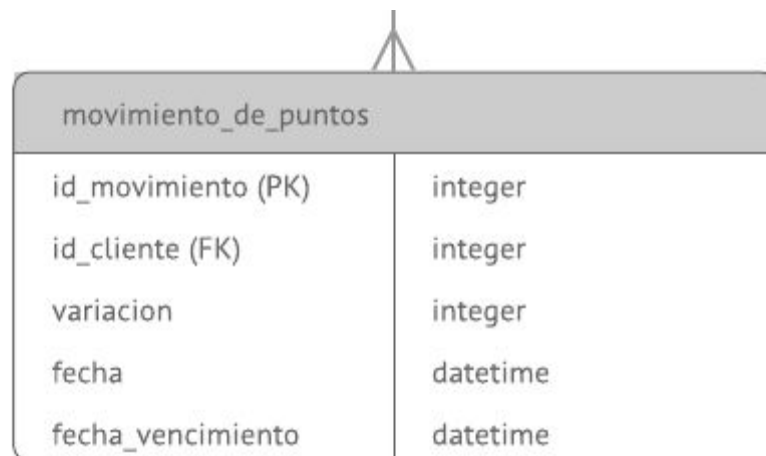 movimiento_de_puntos
id_movimiento (PK) integer
id_cliente (FK) integer
variacion integer
fecha datetime
fecha_vencimiento datetime